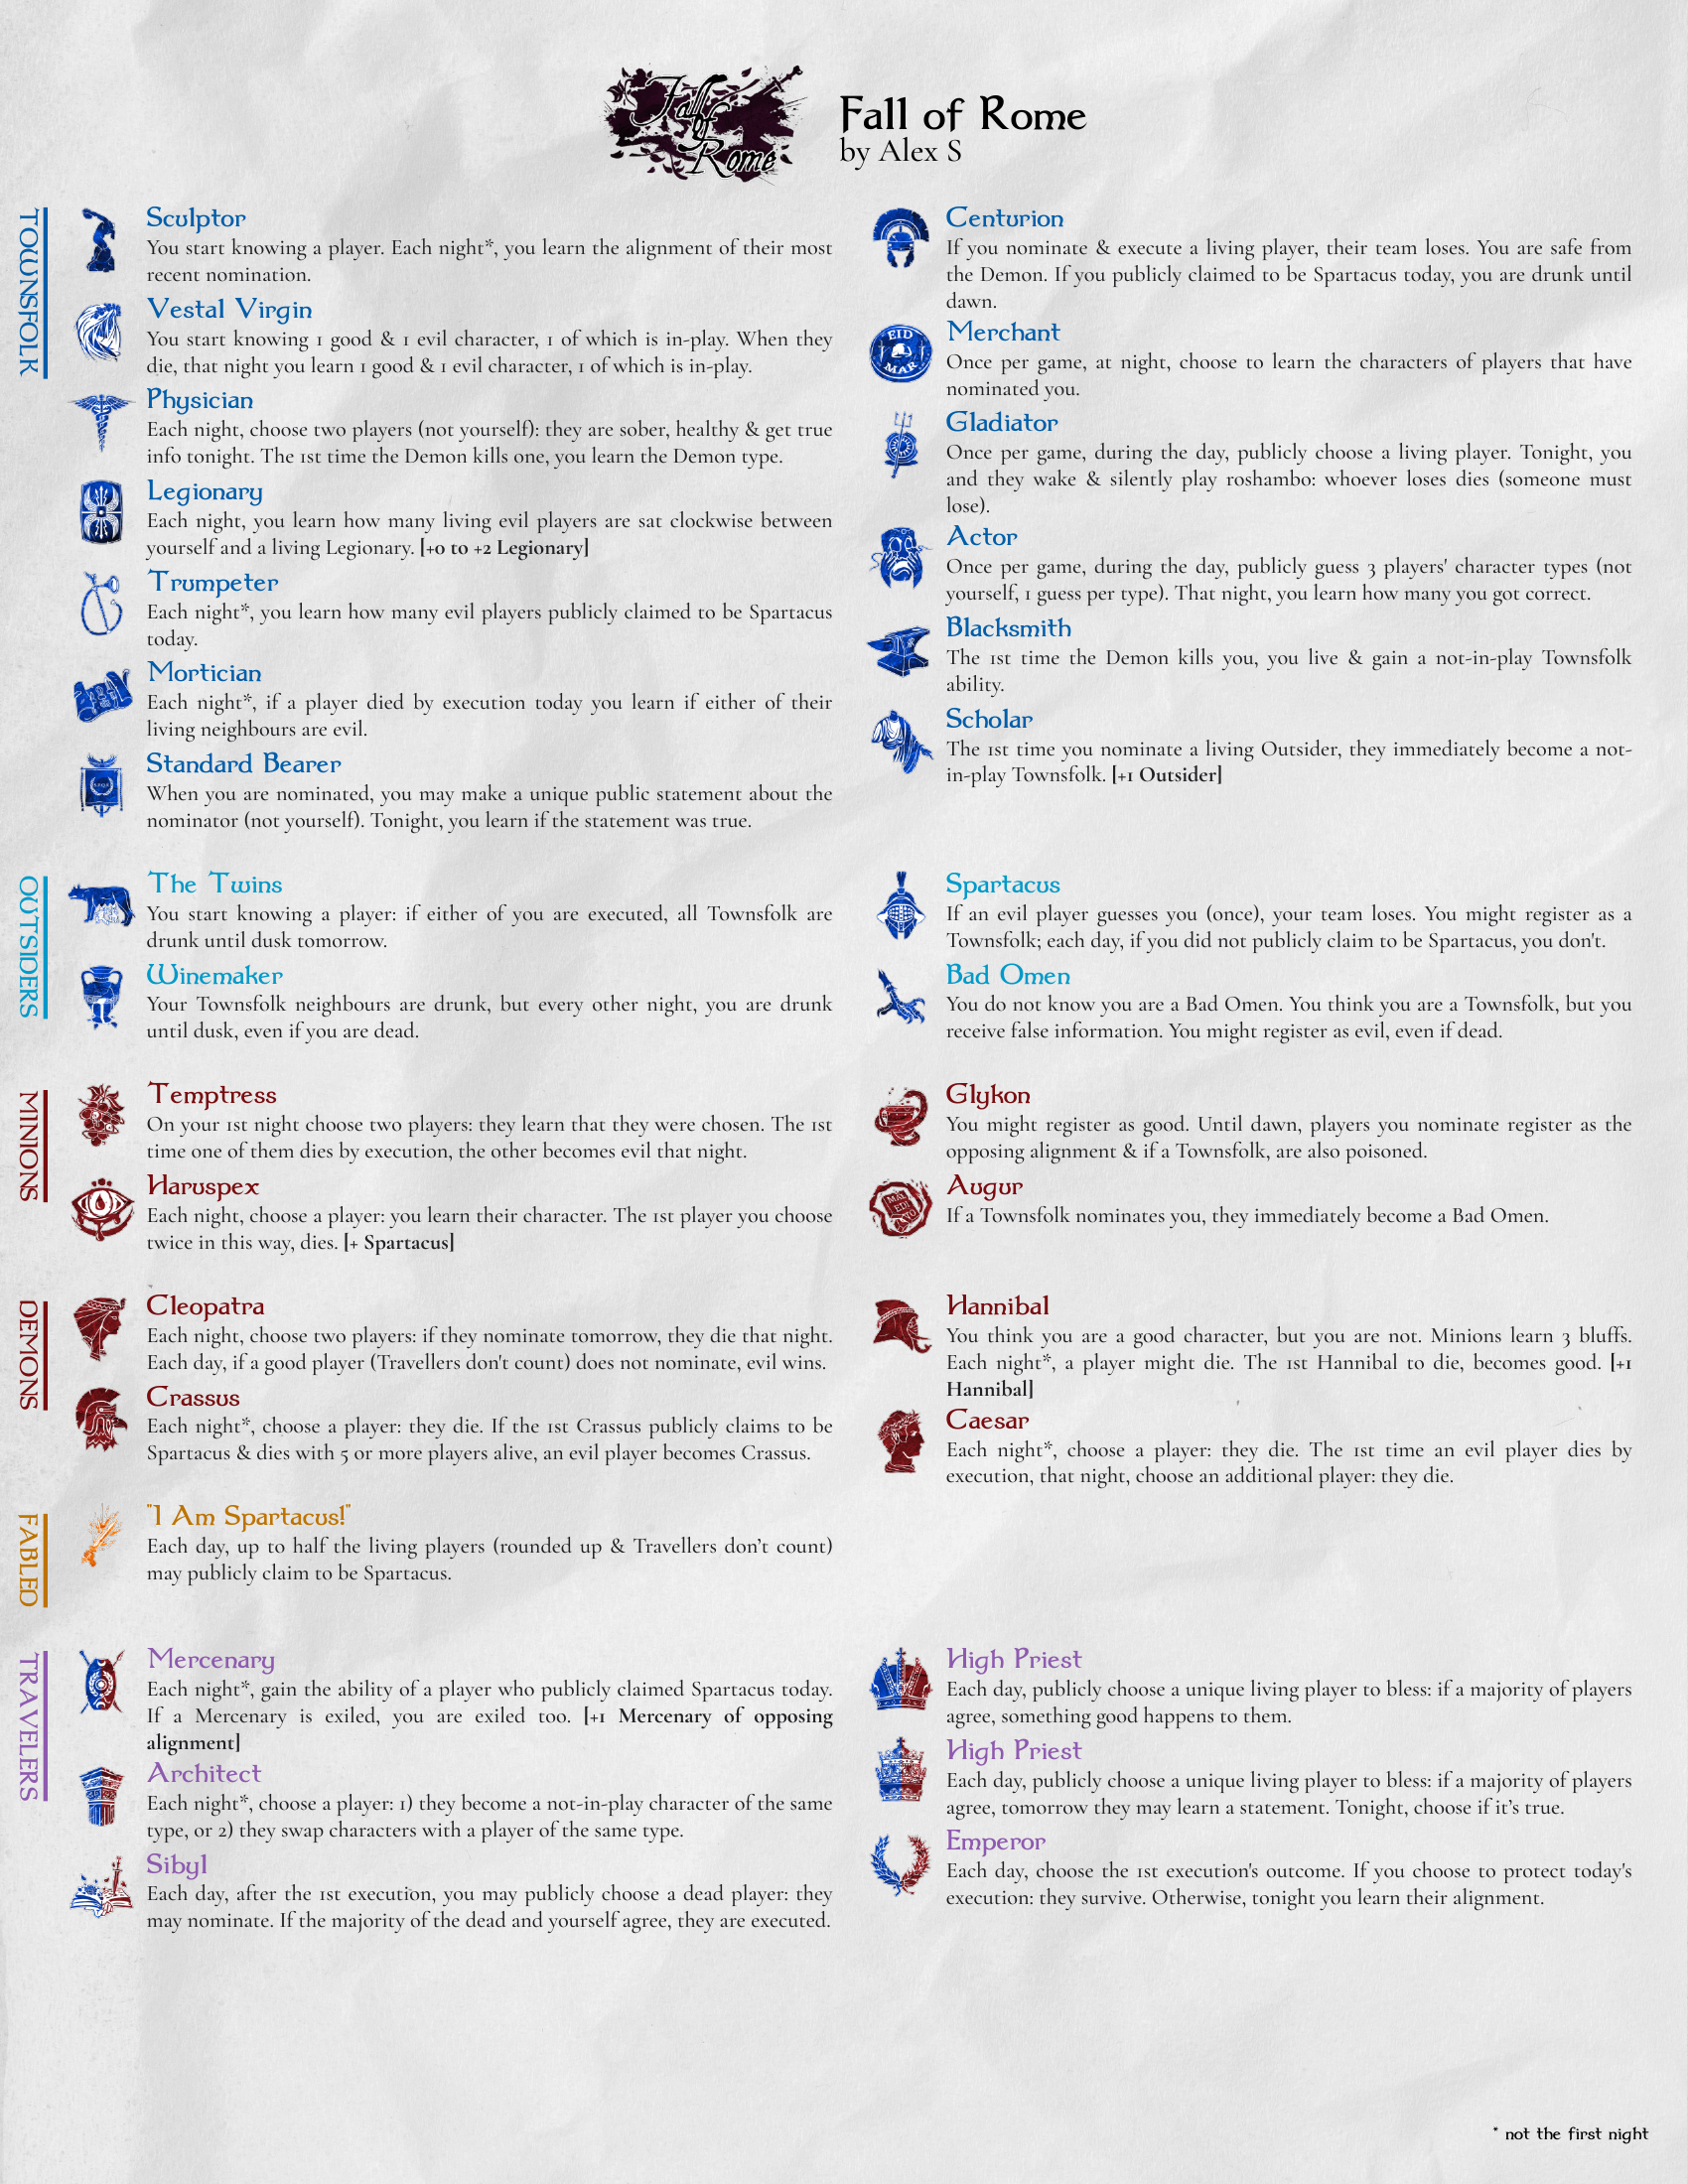 Fall of Rome
Fall of Rome
by Alex S
TOWNSFOLK
Sculptor
You start knowing a player. Each night*, you learn the alignment of their most
recent nomination.
Vestal Virgin
You start knowing 1 good & 1 evil character, 1 of which is in-play. When they
die, that night you learn 1 good & 1 evil character, 1 of which is in-play.
Physician
Each night, choose two players (not yourself): they are sober, healthy & get true
info tonight. The 1st time the Demon kills one, you learn the Demon type.
Legionary
Each night, you learn how many living evil players are sat clockwise between
yourself and a living Legionary. [+0 to +2 Legionary]
Trumpeter
Each night*, you learn how many evil players publicly claimed to be Spartacus
today.
Mortician
Each night*, if a player died by execution today you learn if either of their
living neighbours are evil.
Standard Bearer
When you are nominated, you may make a unique public statement about the
nominator (not yourself). Tonight, you learn if the statement was true.
Centurion
If you nominate & execute a living player, their team loses. You are safe from
the Demon. If you publicly claimed to be Spartacus today, you are drunk until
dawn.
EID
MAR
Merchant
Once per game, at night, choose to learn the characters of players that have
nominated you.
Gladiator
Once per game, during the day, publicly choose a living player. Tonight, you
and they wake & silently play roshambo: whoever loses dies (someone must
lose).
Actor
Once per game, during the day, publicly guess 3 players' character types (not
yourself, 1 guess per type). That night, you learn how many you got correct.
Blacksmith
The 1st time the Demon kills you, you live & gain a not-in-play Townsfolk
ability.
Scholar
The 1st time you nominate a living Outsider, they immediately become a not-
in-play Townsfolk. [+1 Outsider]
OUTSIDERS
The Twins
You start knowing a player: if either of you are executed, all Townsfolk are
drunk until dusk tomorrow.
Winemaker
Your Townsfolk neighbours are drunk, but every other night, you are drunk
until dusk, even if you are dead.
Spartacus
If an evil player guesses you (once), your team loses. You might register as a
Townsfolk; each day, if you did not publicly claim to be Spartacus, you don't.
Bad Omen
You do not know you are a Bad Omen. You think you are a Townsfolk, but you
receive false information. You might register as evil, even if dead.
MINIONS
Temptress
On your 1st night choose two players: they learn that they were chosen. The 1st
time one of them dies by execution, the other becomes evil that night.
Haruspex
Each night, choose a player: you learn their character. The 1st player you choose
twice in this way, dies. [+ Spartacus]
Glykon
You might register as good. Until dawn, players you nominate register as the
opposing alignment & if a Townsfolk, are also poisoned.
Augur
If a Townsfolk nominates you, they immediately become a Bad Omen.
DEMONS
Cleopatra
Each night, choose two players: if they nominate tomorrow, they die that night.
Each day, if a good player (Travellers don't count) does not nominate, evil wins.
Crassus
Each night*, choose a player: they die. If the 1st Crassus publicly claims to be
Spartacus & dies with 5 or more players alive, an evil player becomes Crassus.
Hannibal
You think you are a good character, but you are not. Minions learn 3 bluffs.
Each night*, a player might die. The 1st Hannibal to die, becomes good. [+1
Hannibal]
Caesar
Each night*, choose a player: they die. The 1st time an evil player dies by
execution, that night, choose an additional player: they die.
FABLED
"I Am Spartacus!"
Each day, up to half the living players (rounded up & Travellers don't count)
may publicly claim to be Spartacus.
TRAVELERS
Mercenary
Each night*, gain the ability of a player who publicly claimed Spartacus today.
If a Mercenary is exiled, you are exiled too. [+1 Mercenary of opposing
alignment]
Architect
Each night*, choose a player: 1) they become a not-in-play character of the same
type, or 2) they swap characters with a player of the same type.
Sibyl
Each day, after the 1st execution, you may publicly choose a dead player: they
may nominate. If the majority of the dead and yourself agree, they are executed.
High Priest
Each day, publicly choose a unique living player to bless: if a majority of players
agree, something good happens to them.
High Priest
Each day, publicly choose a unique living player to bless: if a majority of players
agree, tomorrow they may learn a statement. Tonight, choose if it's true.
Emperor
Each day, choose the 1st execution's outcome. If you choose to protect today's
execution: they survive. Otherwise, tonight you learn their alignment.
* not the first night